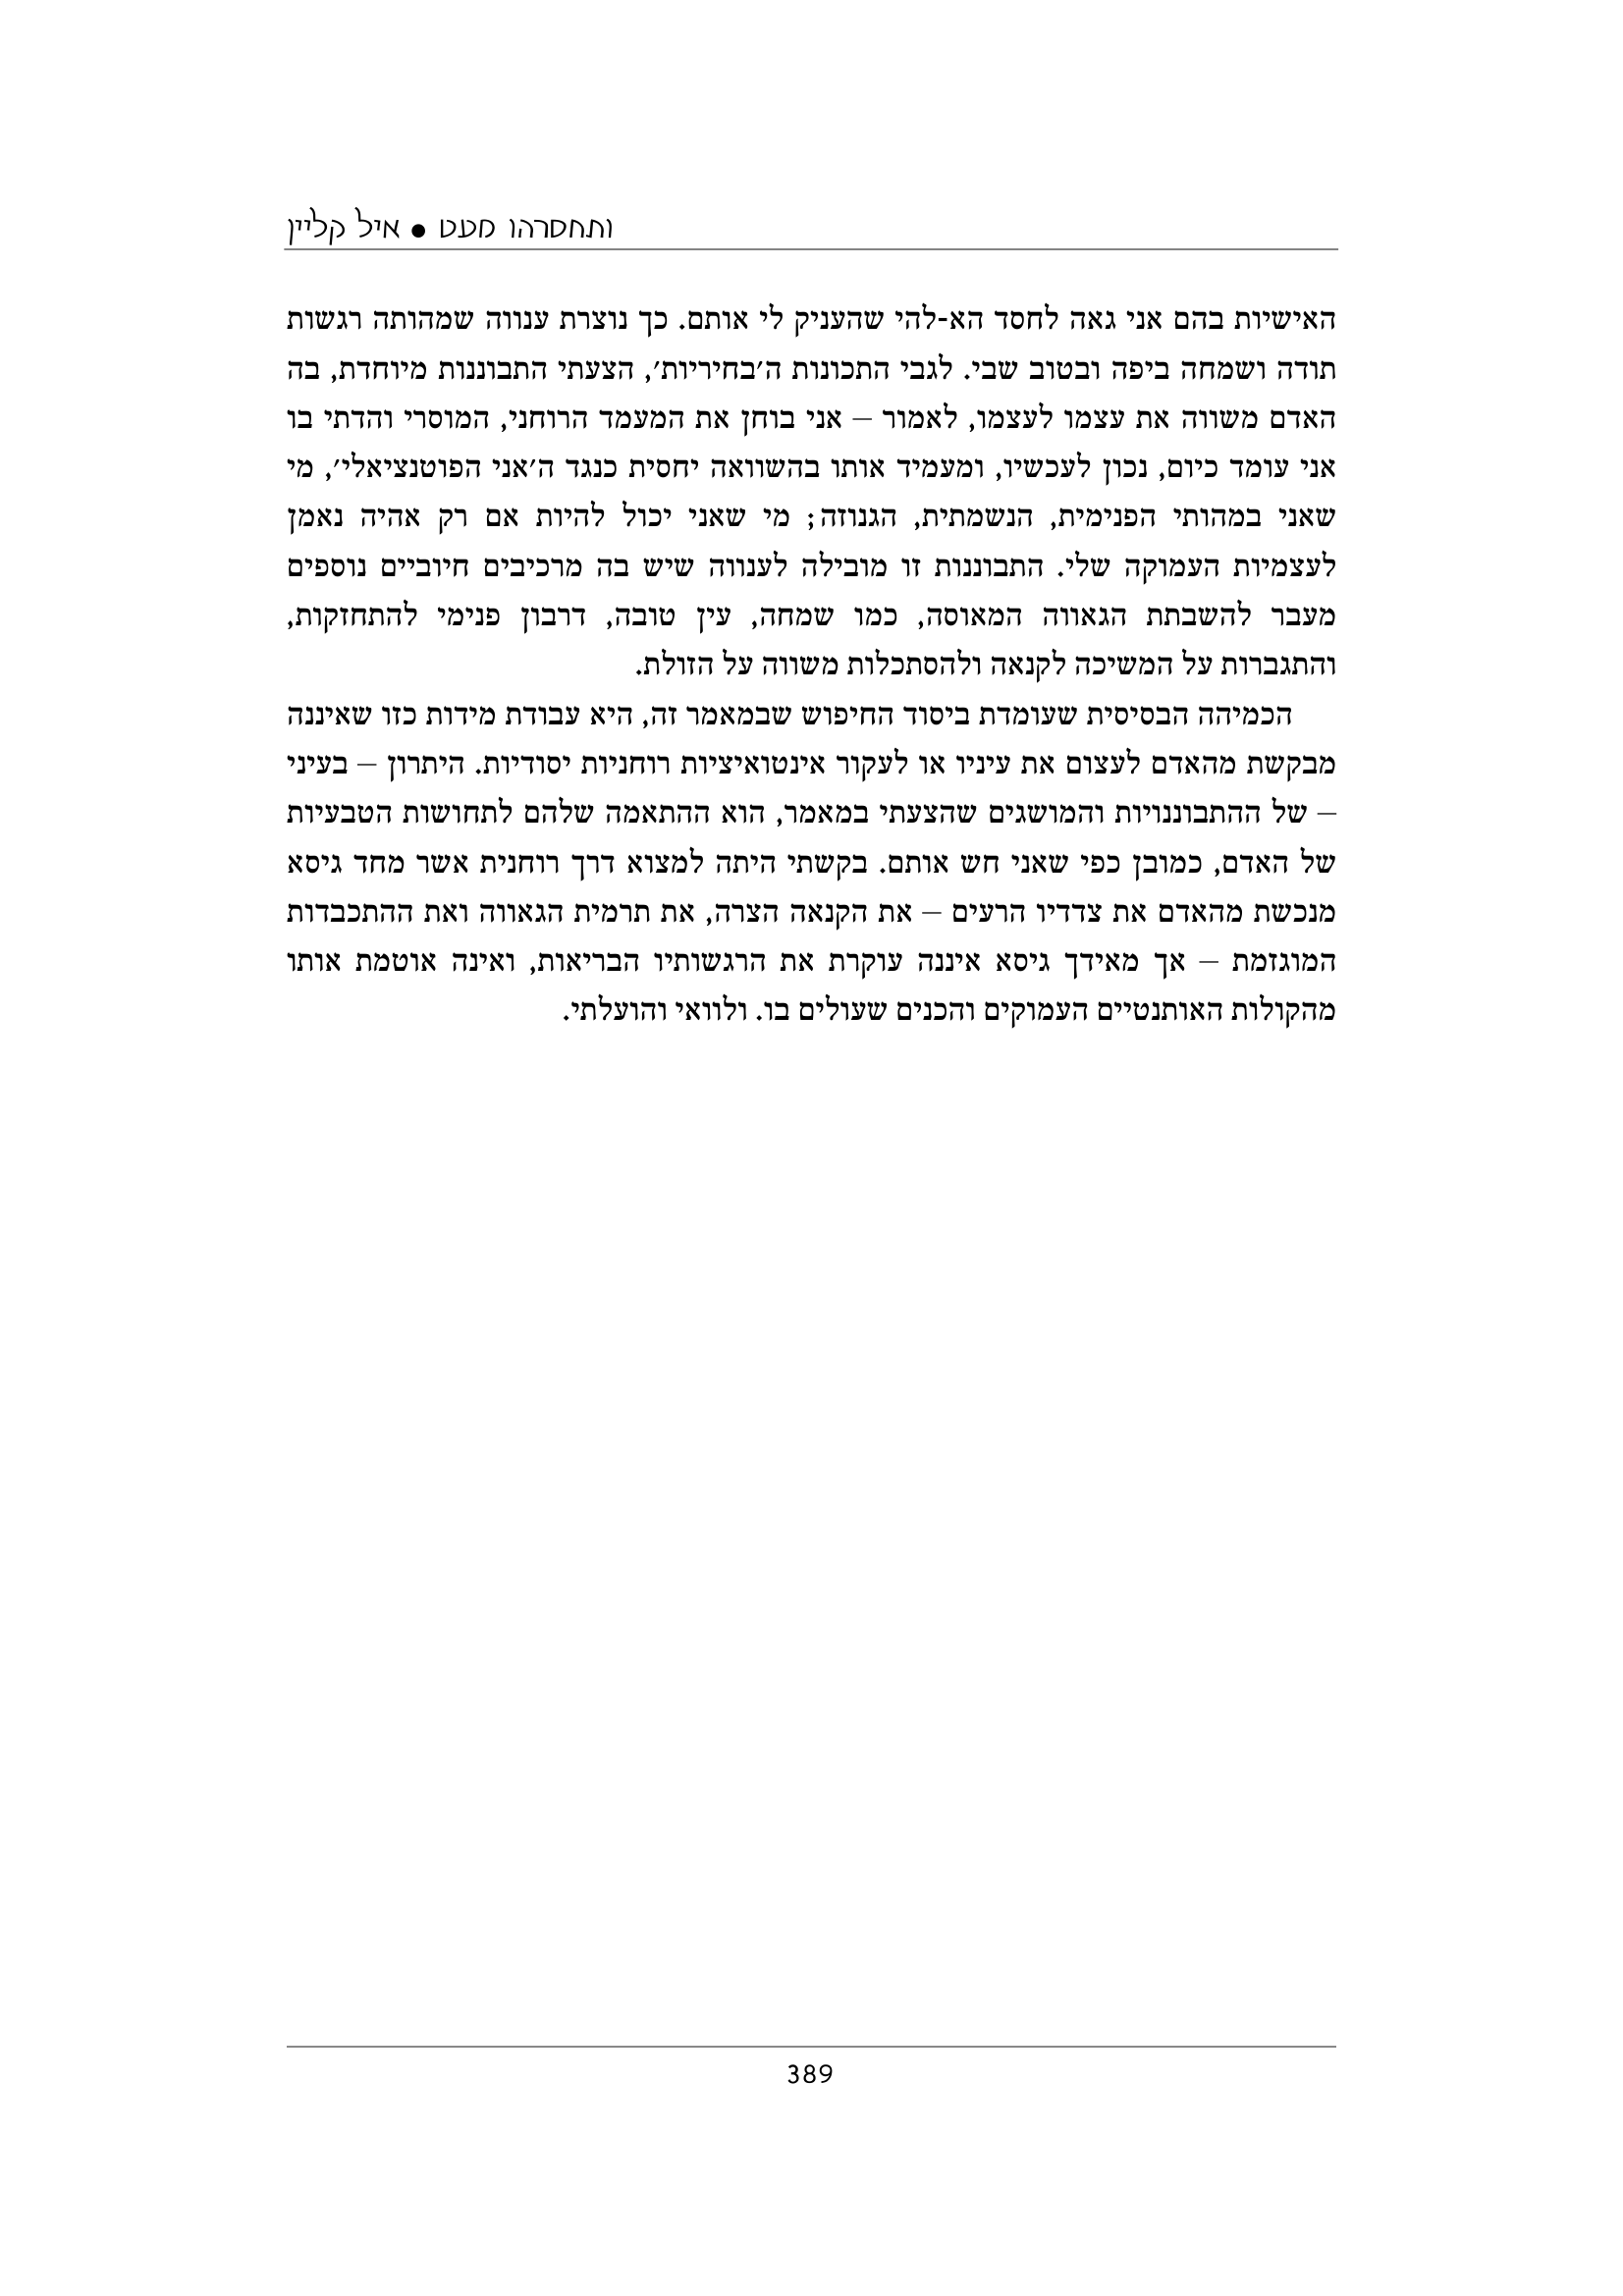 ותחסרהו מעט ● איל קליין
האישיות בהם אני גאה לחסד הא-להי שהעניק לי אותם. כך נוצרת ענווה שמהותה רגשות
תודה ושמחה ביפה ובטוב שבי. לגבי התכונות ה׳בחיריות׳, הצעתי התבוננות מיוחדת, בה
האדם משווה את עצמו לעצמו, לאמור – אני בוחן את המעמד הרוחני, המוסרי והדתי בו
אני עומד כיום, נכון לעכשיו, ומעמיד אותו בהשוואה יחסית כנגד ה׳אני הפוטנציאלי׳, מי
שאני במהותי הפנימית, הנשמתית, הגנוזה; מי שאני יכול להיות אם רק אהיה נאמן
לעצמיות העמוקה שלי. התבוננות זו מובילה לענווה שיש בה מרכיבים חיוביים נוספים
מעבר להשבתת הגאווה המאוסה, כמו שמחה, עין טובה, דרבון פנימי להתחזקות,
והתגברות על המשיכה לקנאה ולהסתכלות משווה על הזולת.
הכמיהה הבסיסית שעומדת ביסוד החיפוש שבמאמר זה, היא עבודת מידות כזו שאיננה
מבקשת מהאדם לעצום את עיניו או לעקור אינטואיציות רוחניות יסודיות. היתרון – בעיני
– של ההתבוננויות והמושגים שהצעתי במאמר, הוא ההתאמה שלהם לתחושות הטבעיות
של האדם, כמובן כפי שאני חש אותם. בקשתי היתה למצוא דרך רוחנית אשר מחד גיסא
מנכשת מהאדם את צדדיו הרעים – את הקנאה הצרה, את תרמית הגאווה ואת ההתכבדות
המוגזמת – אך מאידך גיסא איננה עוקרת את הרגשותיו הבריאות, ואינה אוטמת אותו
מהקולות האותנטיים העמוקים והכנים שעולים בו. ולוואי והועלתי.
389